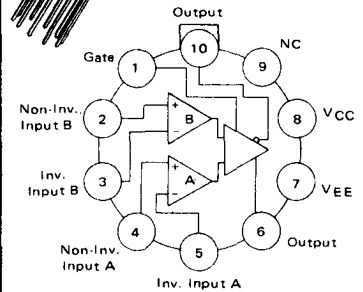 Output
10
NC
9
Gate
1
Non-Inv.
Input B
2
8
VCC
+
B
−
Inv.
Input B
3
7
VEE
+
A
−
4
Non-Inv.
Input A
5
Inv. Input A
6
Output